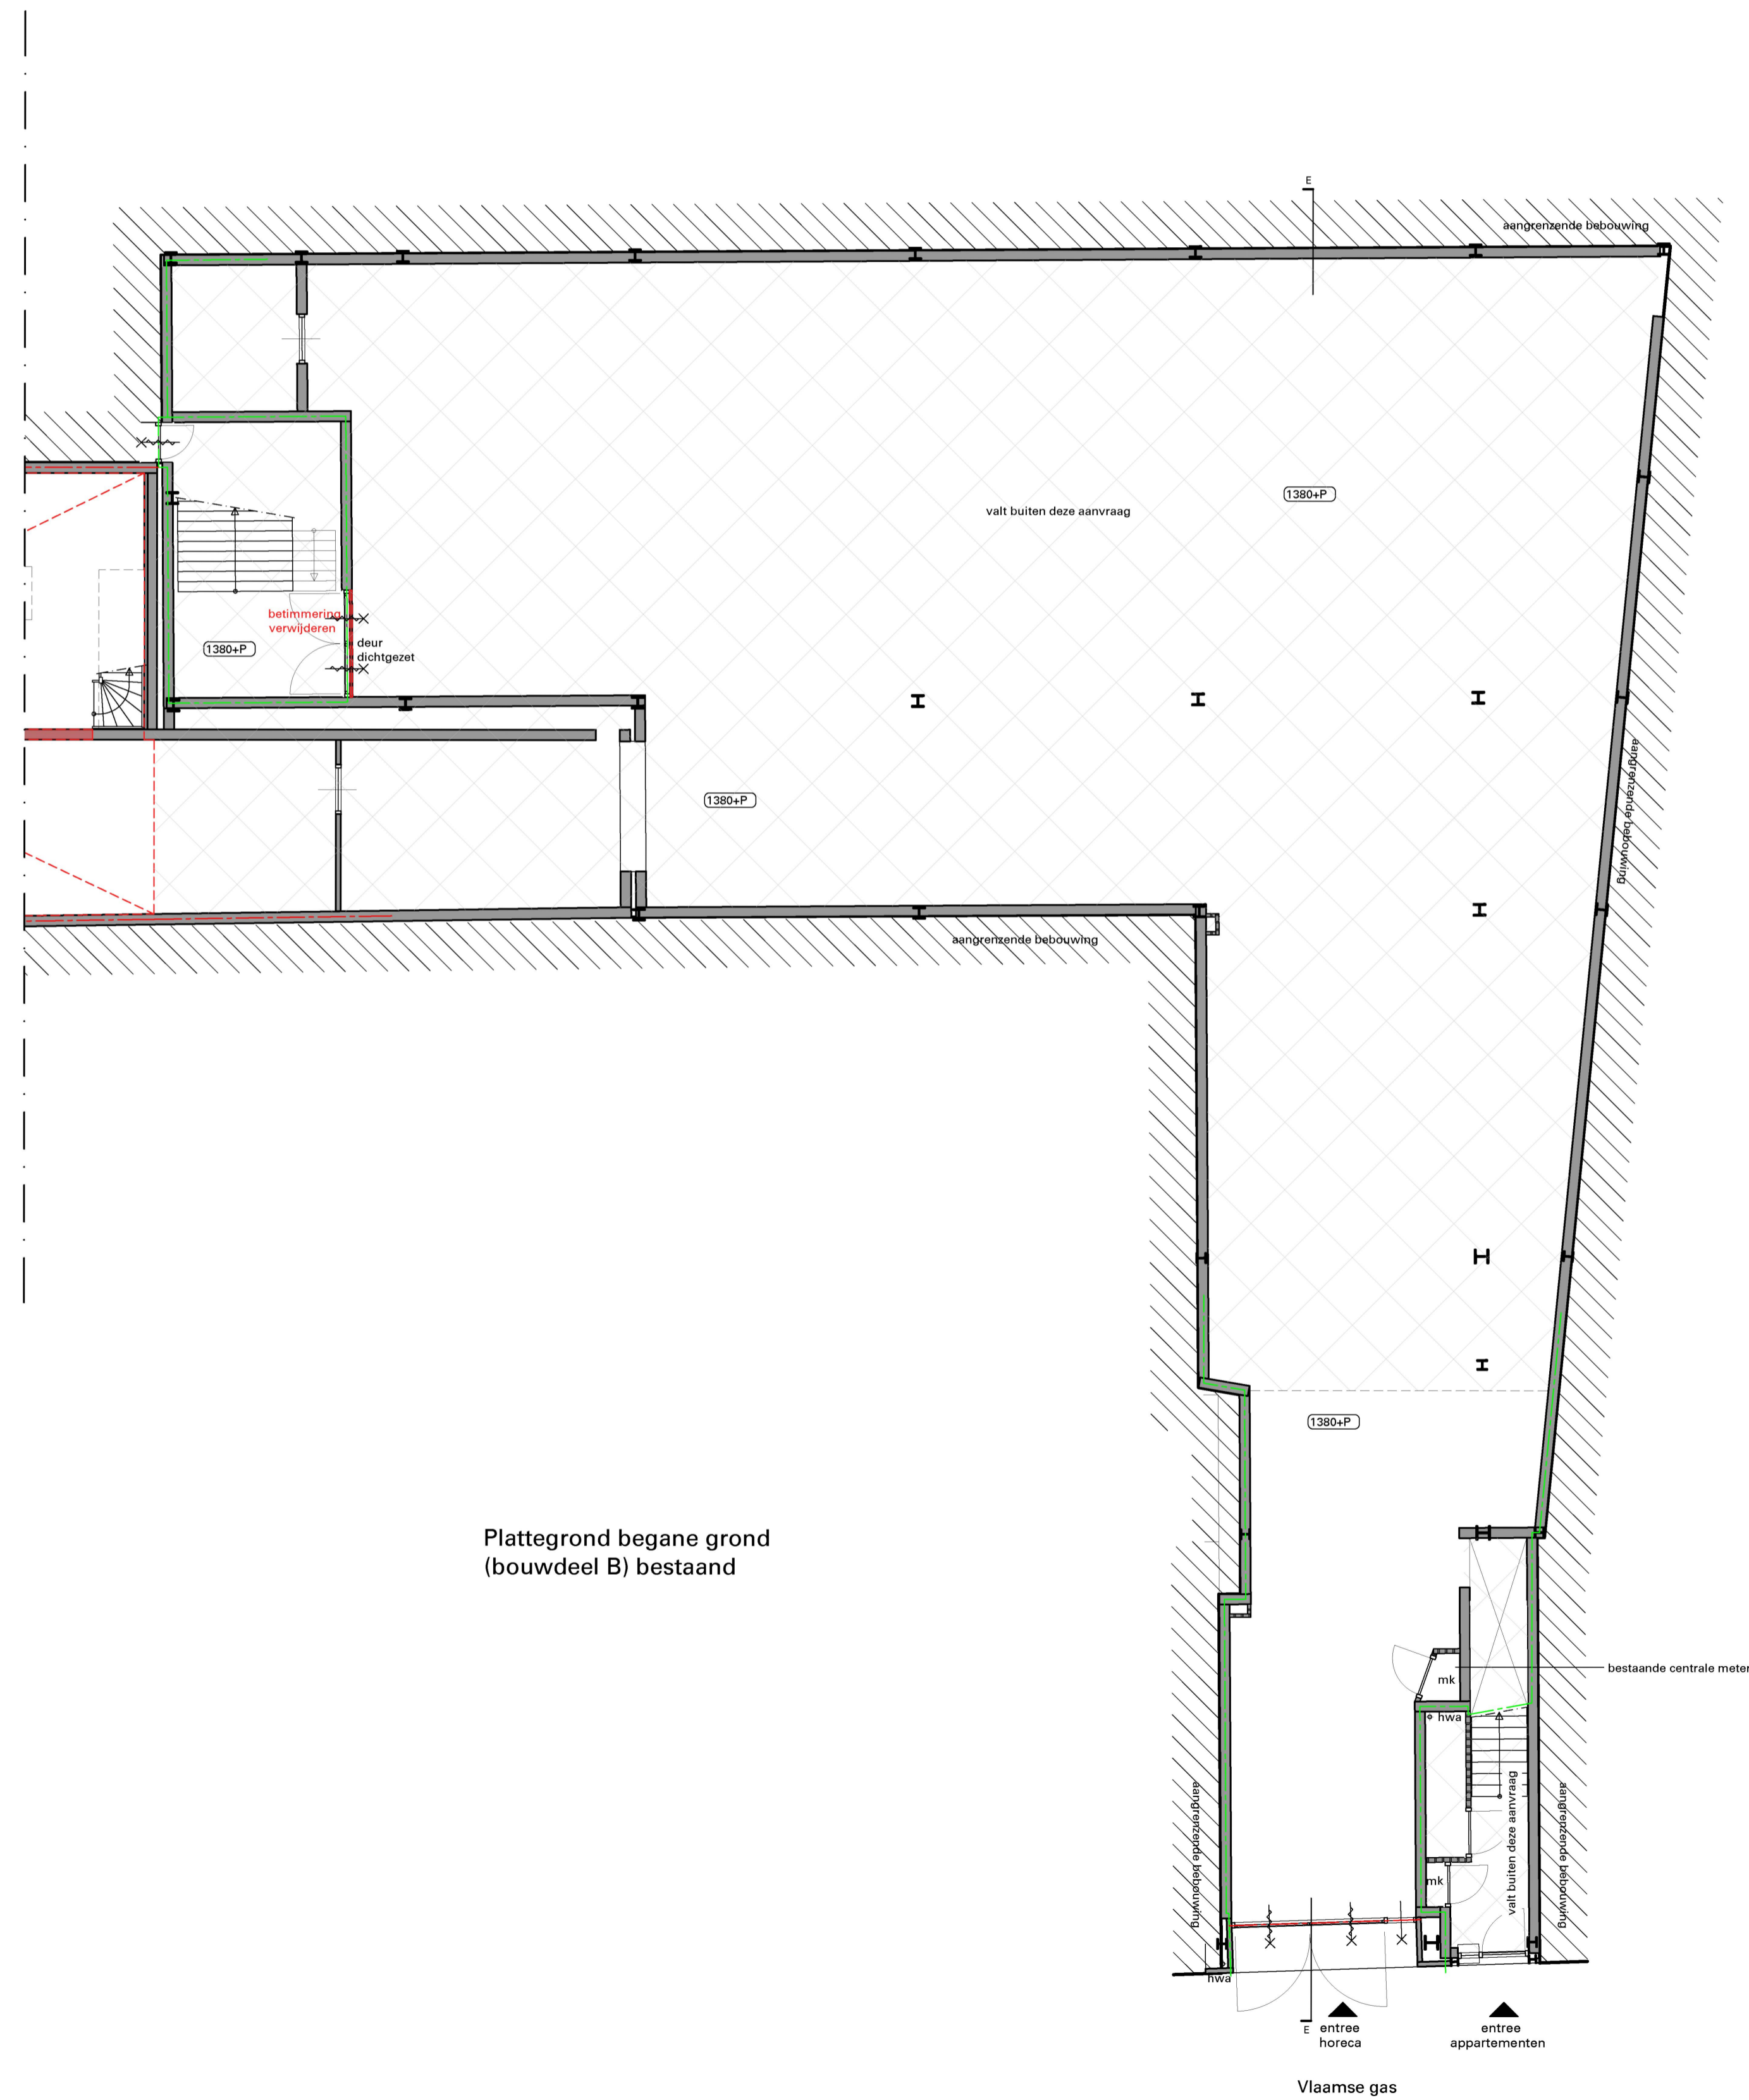 E
aangrenzende bebouwing
1380+P
valt buiten deze aanvraag
betimmering
verwijderen
1380+P
deur
dichtgezet
aangrenzende bebouwing
1380+P
aangrenzende bebouwing
1380+P
Plattegrond begane grond
(bouwdeel B) bestaand
bestaande centrale meter
mk
hwa
valt buiten deze aanvraag
aangrenzende bebouwing
aangrenzende bebouwing
mk
hwa
E
entree
horeca
entree
appartementen
Vlaamse gas